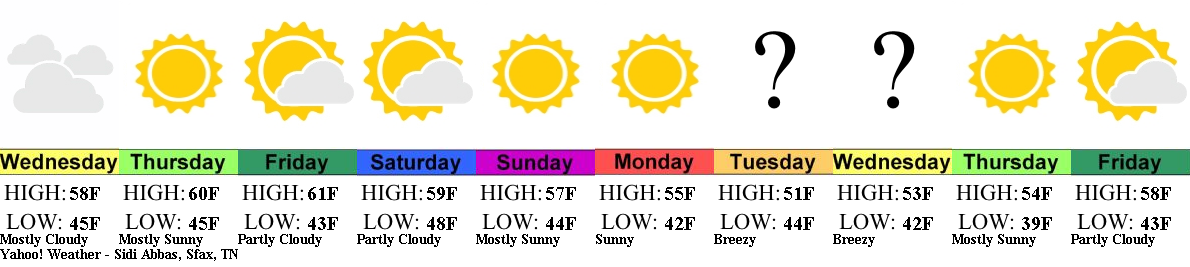 ? ?
Wednesday Thursday Friday Saturday Sunday Monday Tuesday Wednesday Thursday Friday
HIGH: 58F HIGH: 60F HIGH: 61F HIGH: 59F HIGH: 57F HIGH: 55F HIGH: 51F HIGH: 53F HIGH: 54F HIGH: 58F
LOW: 45F LOW: 45F LOW: 43F LOW: 48F LOW: 44F LOW: 42F LOW: 44F LOW: 42F LOW: 39F LOW: 43F
Mostly Cloudy Mostly Sunny Partly Cloudy Partly Cloudy Mostly Sunny Sunny Breezy Breezy Mostly Sunny Partly Cloudy
Yahoo! Weather - Sidi Abbas, Sfax, TN